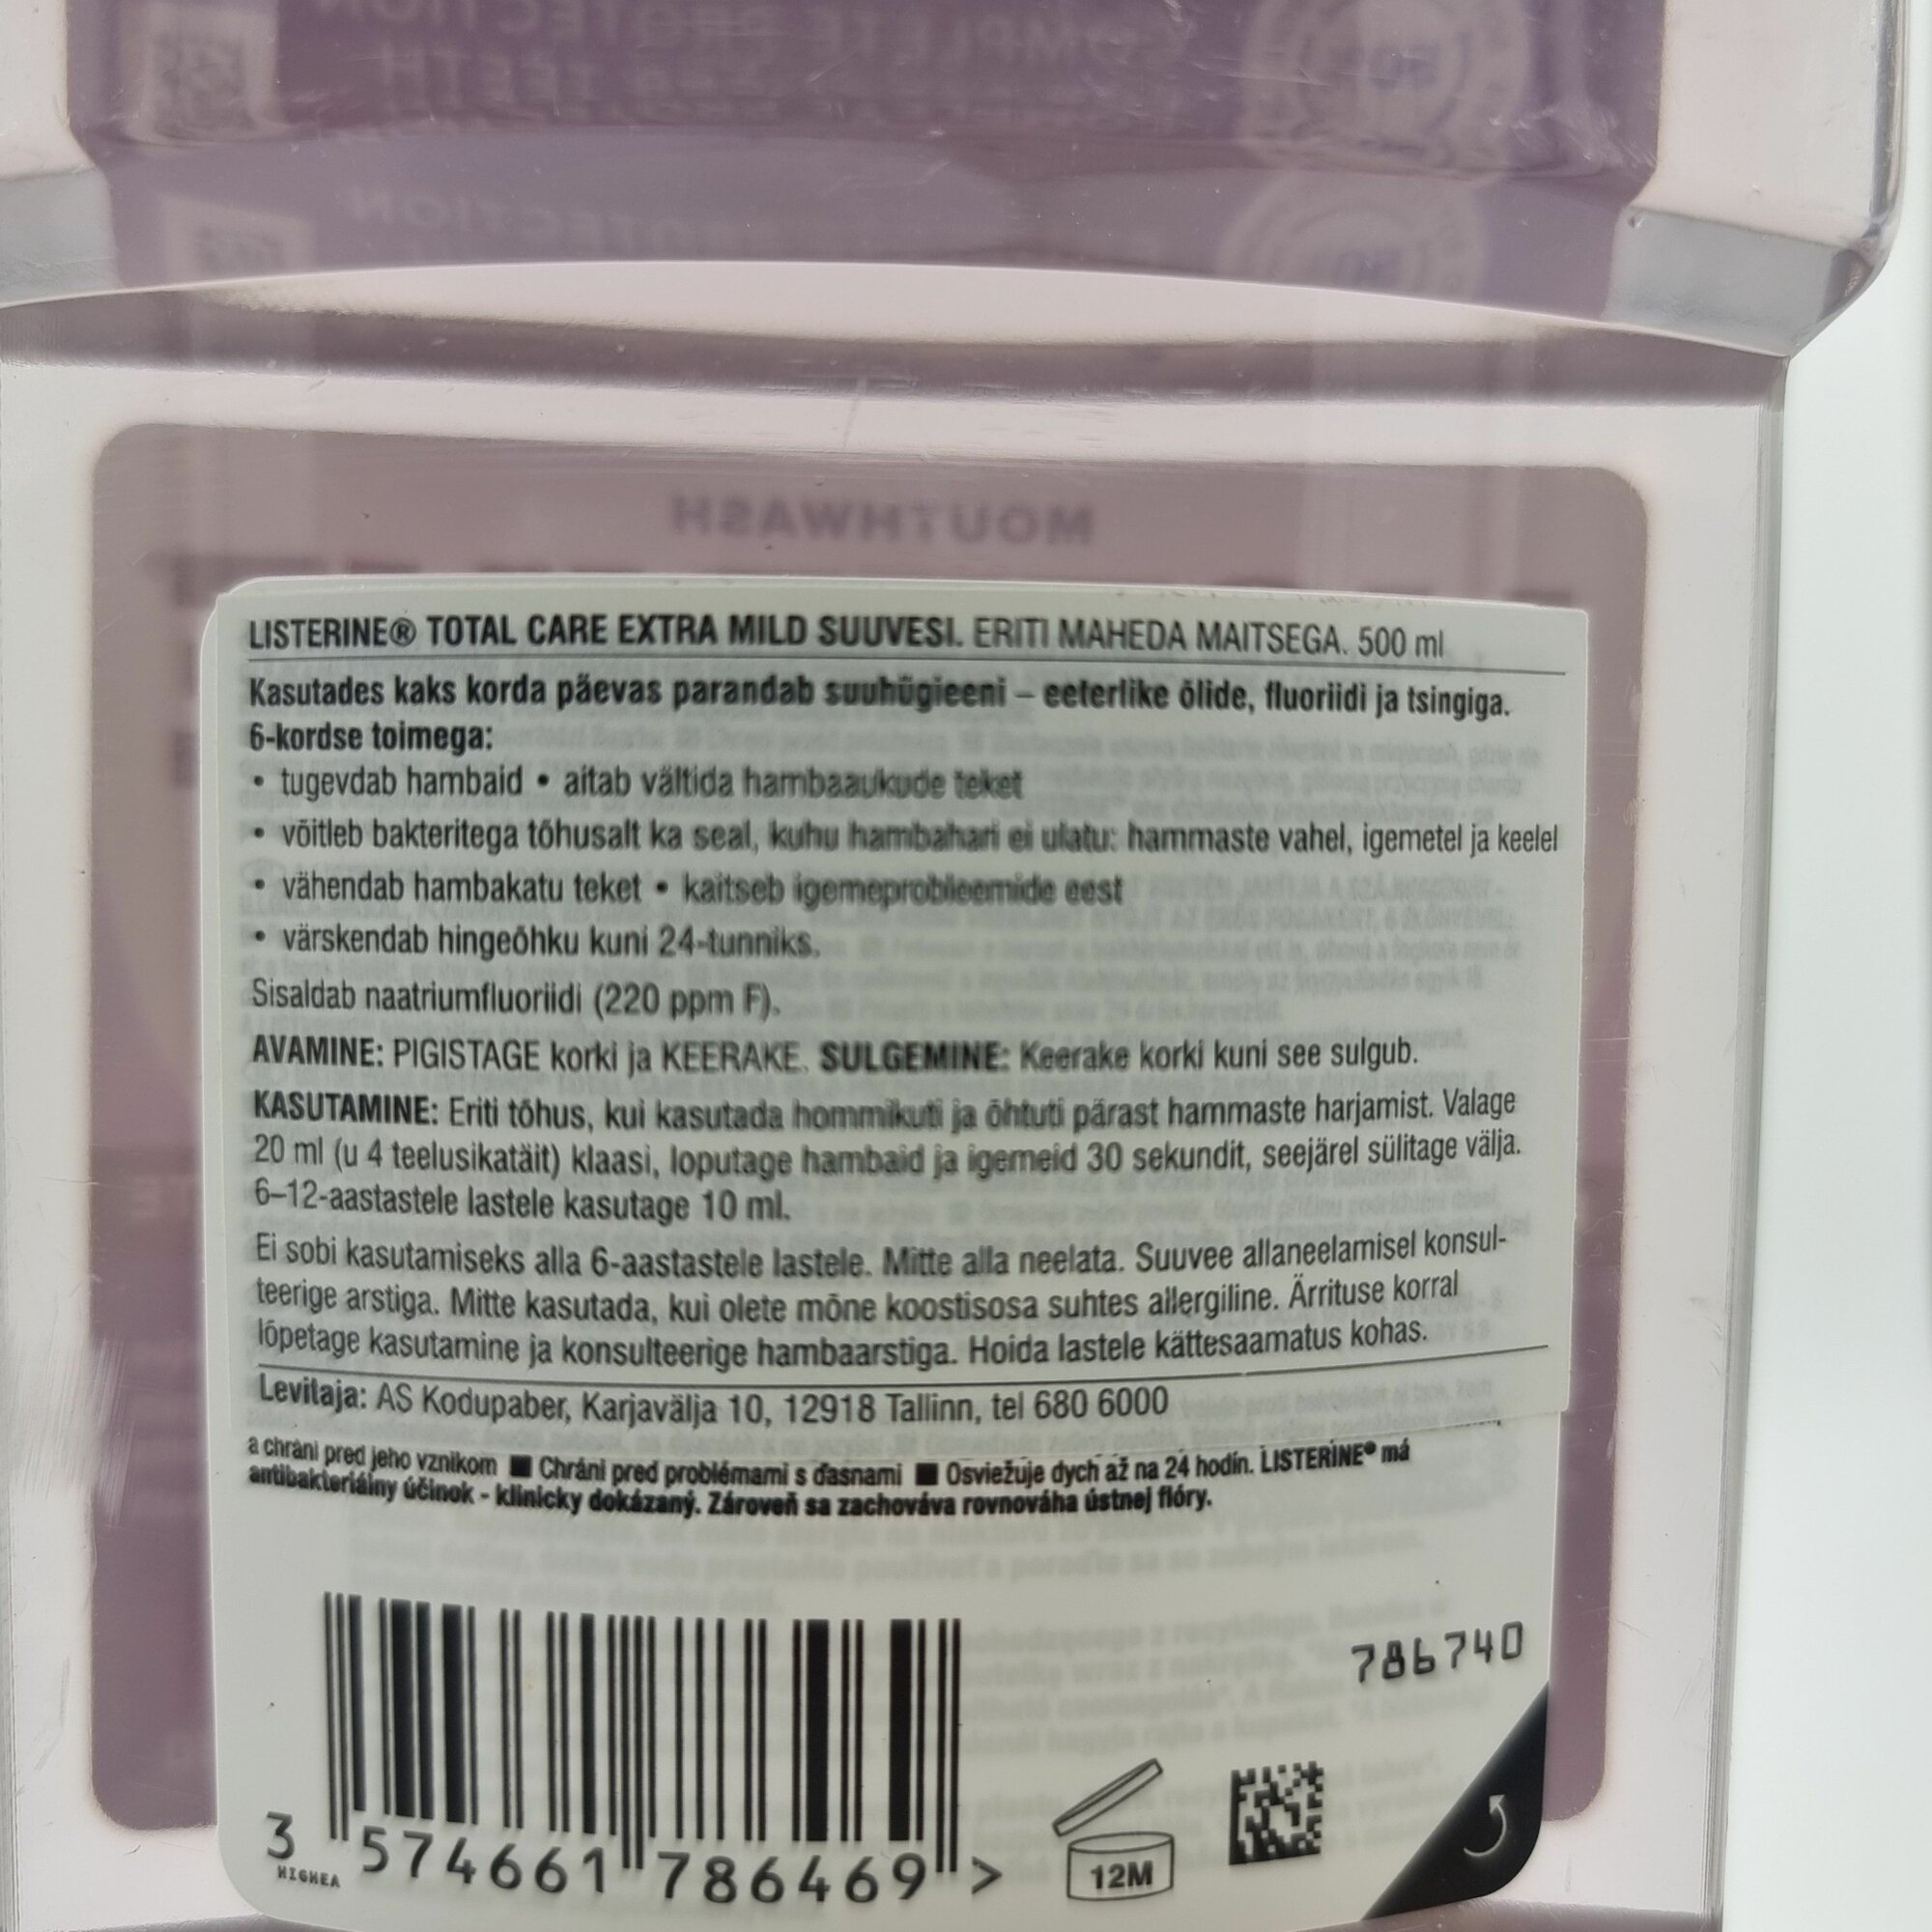 MOUTHWASH
LISTERINE® TOTAL CARE EXTRA MILD SUUVESI. ERITI MAHEDA MAITSEGA. 500 ml
Kasutades kaks korda päevas parandab suuhügieeni – eeterlike õlide, fluoriidi ja tsingiga.
6-kordse toimega:
• tugevdab hambaid • aitab vältida hambaaukude teket
• võitleb bakteritega tõhusalt ka seal, kuhu hambahari ei ulatu: hammaste vahel, igemetel ja keelel
• vähendab hambakatu teket • kaitseb igemeprobleemide eest
• värskendab hingeõhku kuni 24-tunniks.
Sisaldab naatriumfluoriidi (220 ppm F).
AVAMINE: PIGISTAGE korki ja KEERAKE. SULGEMINE: Keerake korki kuni see sulgub.
KASUTAMINE: Eriti tõhus, kui kasutada hommikuti ja õhtuti pärast hammaste harjamist. Valage
20 ml (u 4 teelusikatäit) klaasi, loputage hambaid ja igemeid 30 sekundit, seejärel sülitage välja.
6–12-aastastele lastele kasutage 10 ml.
Ei sobi kasutamiseks alla 6-aastastele lastele. Mitte alla neelata. Suuvee allaneelamisel konsul-
teerige arstiga. Mitte kasutada, kui olete mõne koostisosa suhtes allergiline. Ärrituse korral
lõpetage kasutamine ja konsulteerige hambaarstiga. Hoida lastele kättesaamatus kohas.
Levitaja: AS Kodupaber, Karjavälja 10, 12918 Tallinn, tel 680 6000
a chráni pred jeho vznikom ■ Chráni pred problémami s ďasnami ■ Osviežuje dych až na 24 hodín. LISTERINE® má
antibakteriálny účinok - klinicky dokázaný. Zároveň sa zachováva rovnováha ústnej flóry.
786740
3 574661 786469 >
HIGHEA
12M